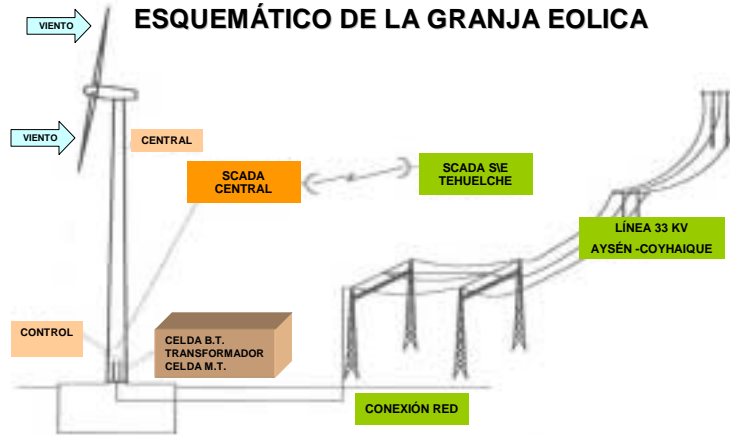 ESQUEMÁTICO DE LA GRANJA EOLICA
VIENTO
VIENTO
CENTRAL
SCADA
CENTRAL
SCADA S\E
TEHUELCHE
LÍNEA 33 KV
AYSÉN -COYHAIQUE
CONTROL
CELDA B.T.
TRANSFORMADOR
CELDA M.T.
CONEXIÓN RED